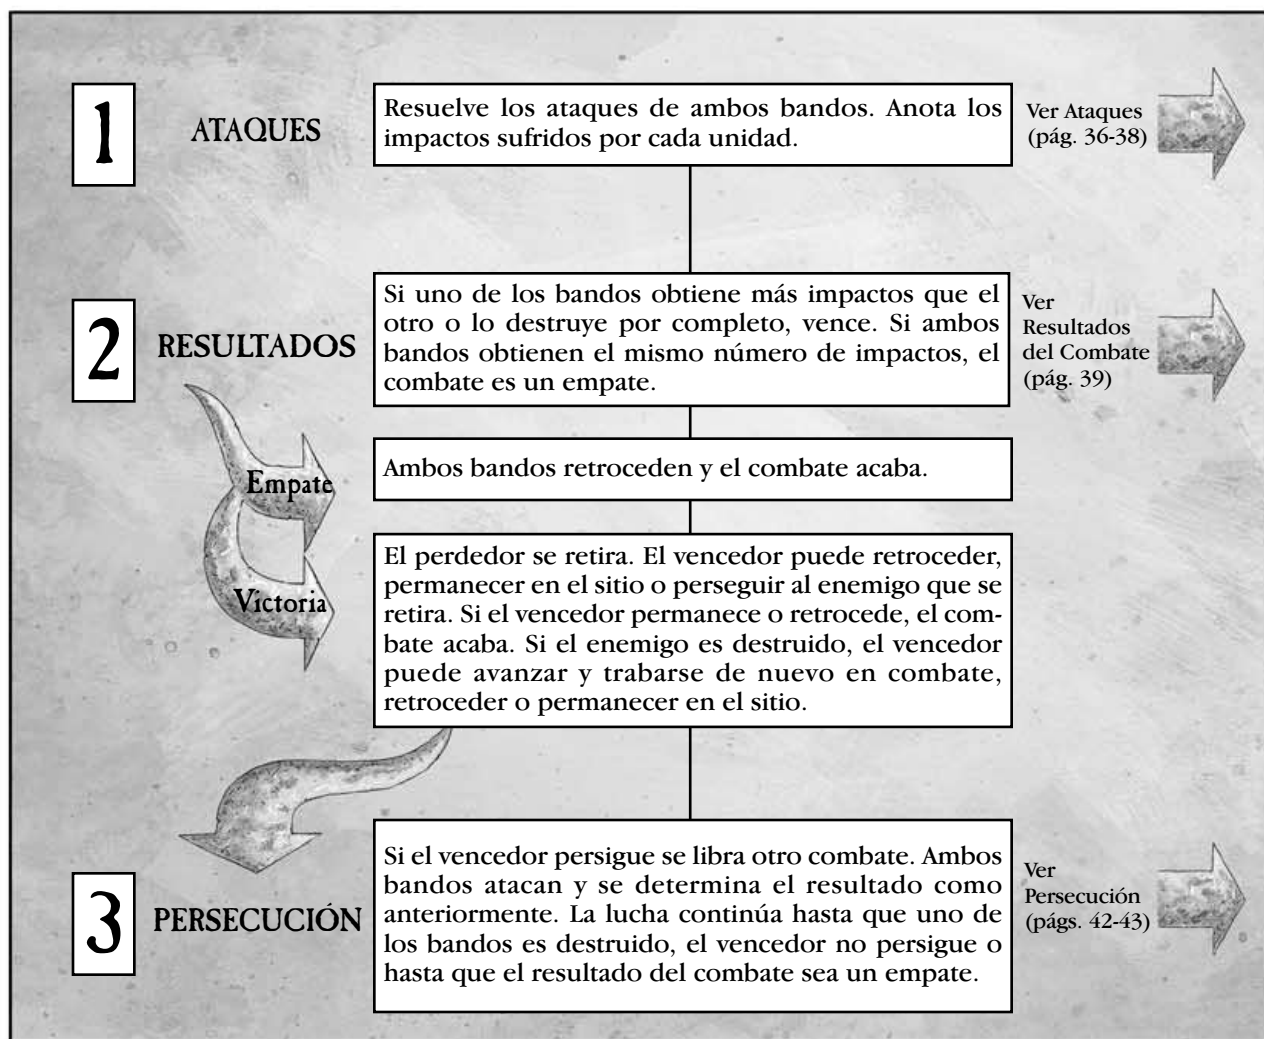 1
ATAQUES
Resuelve los ataques de ambos bandos. Anota los
impactos sufridos por cada unidad.
Ver Ataques
(pág. 36-38)
2
RESULTADOS
Si uno de los bandos obtiene más impactos que el
otro o lo destruye por completo, vence. Si ambos
bandos obtienen el mismo número de impactos, el
combate es un empate.
Ver
Resultados
del Combate
(pág. 39)
Empate
Ambos bandos retroceden y el combate acaba.
Victoria
El perdedor se retira. El vencedor puede retroceder,
permanecer en el sitio o perseguir al enemigo que se
retira. Si el vencedor permanece o retrocede, el com-
bate acaba. Si el enemigo es destruido, el vencedor
puede avanzar y trabarse de nuevo en combate,
retroceder o permanecer en el sitio.
3
PERSECUCIÓN
Si el vencedor persigue se libra otro combate. Ambos
bandos atacan y se determina el resultado como
anteriormente. La lucha continúa hasta que uno de
los bandos es destruido, el vencedor no persigue o
hasta que el resultado del combate sea un empate.
Ver
Persecución
(págs. 42-43)